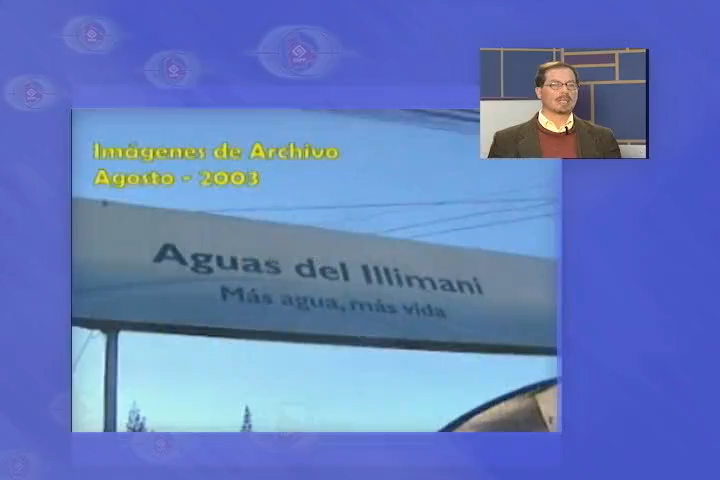 Imágenes de Archivo
Agosto - 2003
Aguas del Illimani
Más agua, más vida